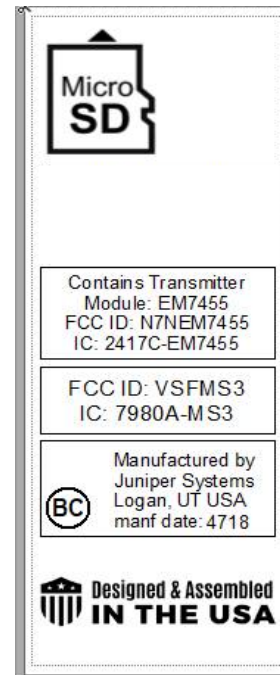 Micro
SD
Contains Transmitter
Module: EM7455
FCC ID: N7NEM7455
IC: 2417C-EM7455
FCC ID: VSFMS3
IC: 7980A-MS3
Manufactured by
Juniper Systems
Logan, UT USA
manf date: 4718
BC
Designed & Assembled
IN THE USA